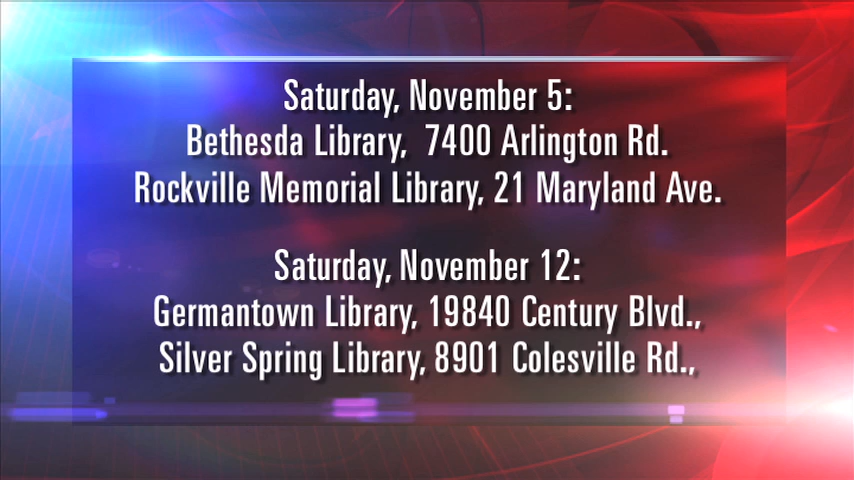 Saturday, November 5:
Bethesda Library, 7400 Arlington Rd.
Rockville Memorial Library, 21 Maryland Ave.
Saturday, November 12:
Germantown Library, 19840 Century Blvd.,
Silver Spring Library, 8901 Colesville Rd.,